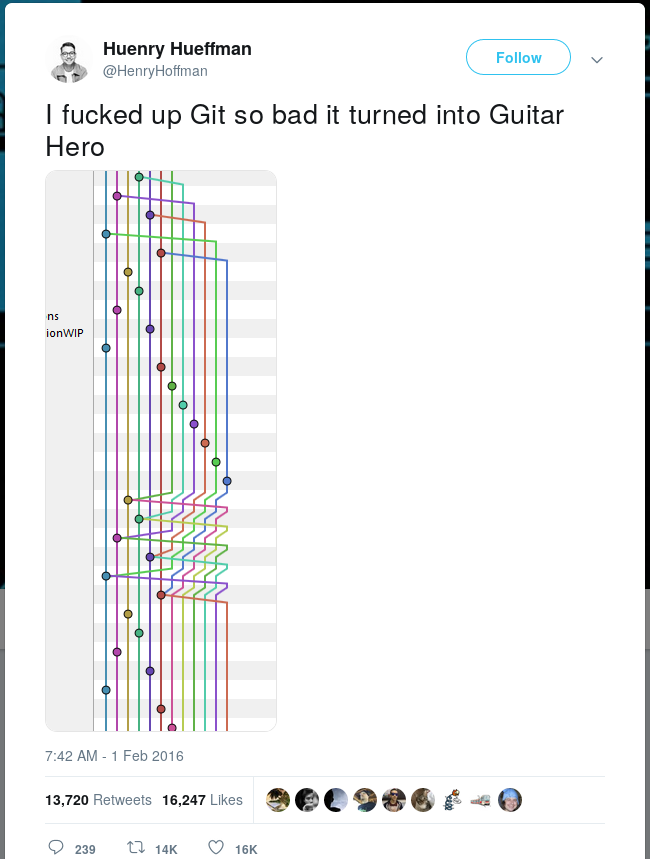 Huenry Hueffman
@HenryHoffman
Follow
I fucked up Git so bad it turned into Guitar
Hero
ns
ionWIP
7:42 AM - 1 Feb 2016
13,720 Retweets 16,247 Likes
239 14K 16K